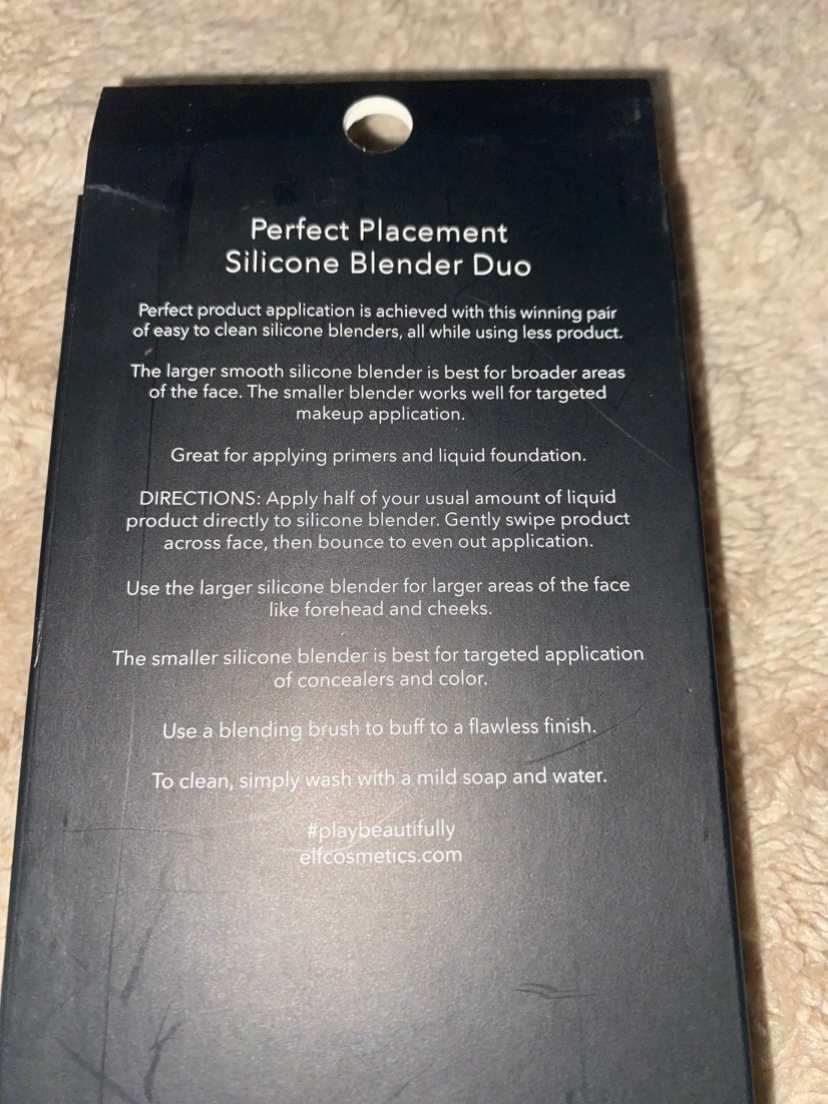 Perfect Placement
Silicone Blender Duo
Perfect product application is achieved with this winning pair
of easy to clean silicone blenders, all while using less product.
The larger smooth silicone blender is best for broader areas
of the face. The smaller blender works well for targeted
makeup application.
Great for applying primers and liquid foundation.
DIRECTIONS: Apply half of your usual amount of liquid
product directly to silicone blender. Gently swipe product
across face, then bounce to even out application.
Use the larger silicone blender for larger areas of the face
like forehead and cheeks.
The smaller silicone blender is best for targeted application
of concealers and color.
Use a blending brush to buff to a flawless finish.
To clean, simply wash with a mild soap and water.
#playbeautifully
elfcosmetics.com